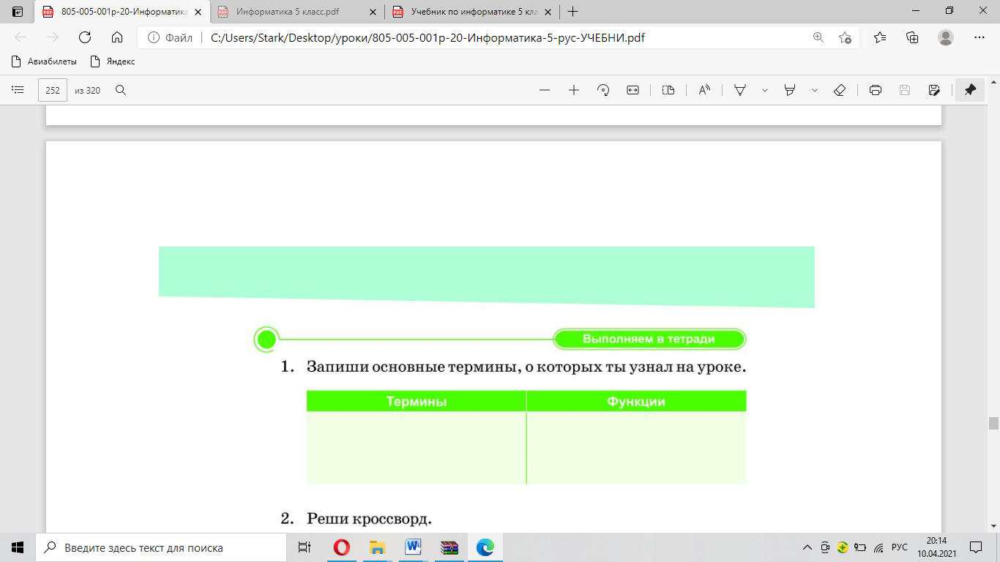 805-005-001р-20-Информатика
Информатика 5 класс.pdf
Учебник по информатике 5 кла
Файл
C:/Users/Stark/Desktop/уроки/805-005-001р-20-Информатика-5-рус-УЧЕБНИ.pdf
Авиабилеты
Яндекс
252 из 320
Выполняем в тетради
1. Запиши основные термины, о которых ты узнал на уроке.
Термины
Функции
2. Реши кроссворд.
Введите здесь текст для поиска
РУС
20:14
10.04.2021